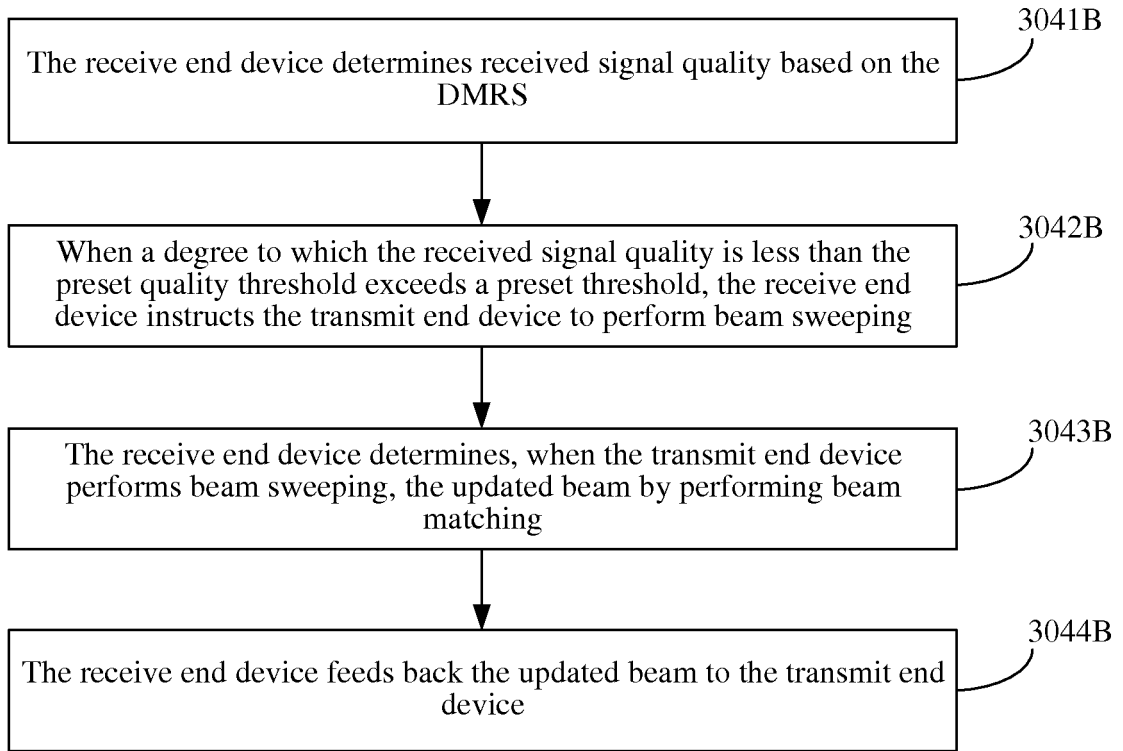 3041B
The receive end device determines received signal quality based on the
DMRS
3042B
When a degree to which the received signal quality is less than the
preset quality threshold exceeds a preset threshold, the receive end
device instructs the transmit end device to perform beam sweeping
3043B
The receive end device determines, when the transmit end device
performs beam sweeping, the updated beam by performing beam
matching
3044B
The receive end device feeds back the updated beam to the transmit end
device